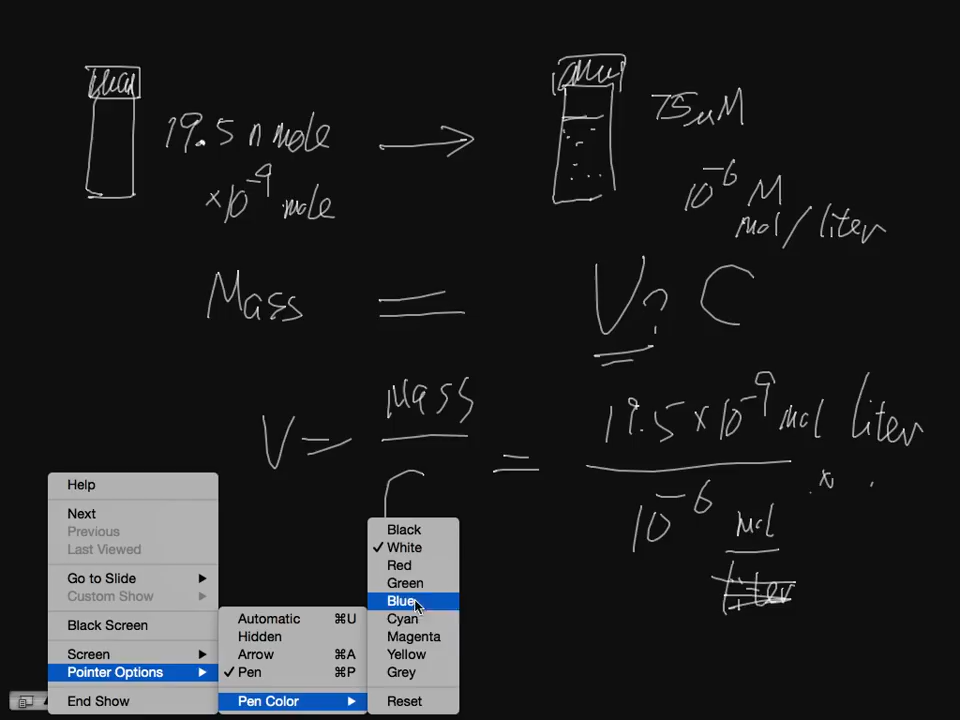 19.5 n mole
75uM
×10⁻⁹ mole
10⁻⁶ M
mol/liter
Mass = V? C
V = Mass / C = 19.5×10⁻⁹ mol liter
10⁻⁶ mol
liter
×
Help
Next
Previous
Last Viewed
Go to Slide
Custom Show
Black Screen
Screen
Pointer Options
End Show
Automatic ⌘U
Hidden
Arrow ⌘A
✓ Pen ⌘P
Pen Color
Black
✓ White
Red
Green
Blue
Cyan
Magenta
Yellow
Grey
Reset